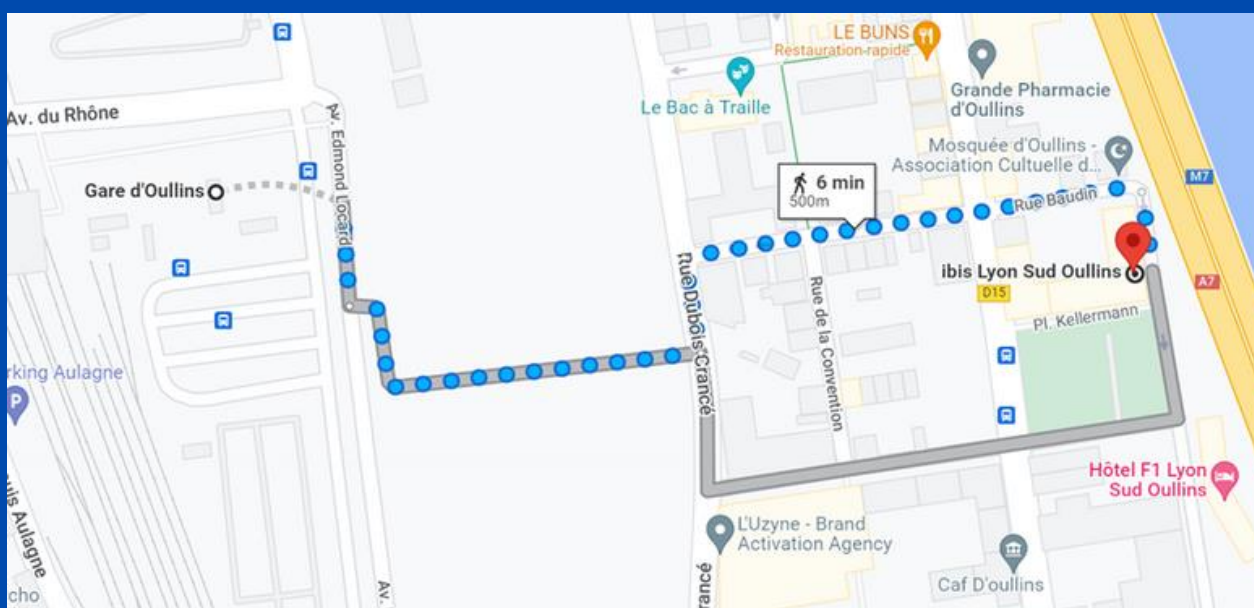 LE BUNS
Restauration rapide
Le Bac à Traille
Grande Pharmacie
d'Oullins
Av. du Rhône
Av. Edmond Locard
Mosquée d'Oullins -
Association Cultuelle d...
M7
Gare d'Oullins
6 min
500m
Rue Baudin
Rue Dubois Crancé
ibis Lyon Sud Oullins
A7
D15
Rue de la Convention
Pl. Kellermann
rking Aulagne
P
Hôtel F1 Lyon
Sud Oullins
uis Aulagne
L'Uzyne - Brand
Activation Agency
Caf D'oullins
Av.
rancé
cho